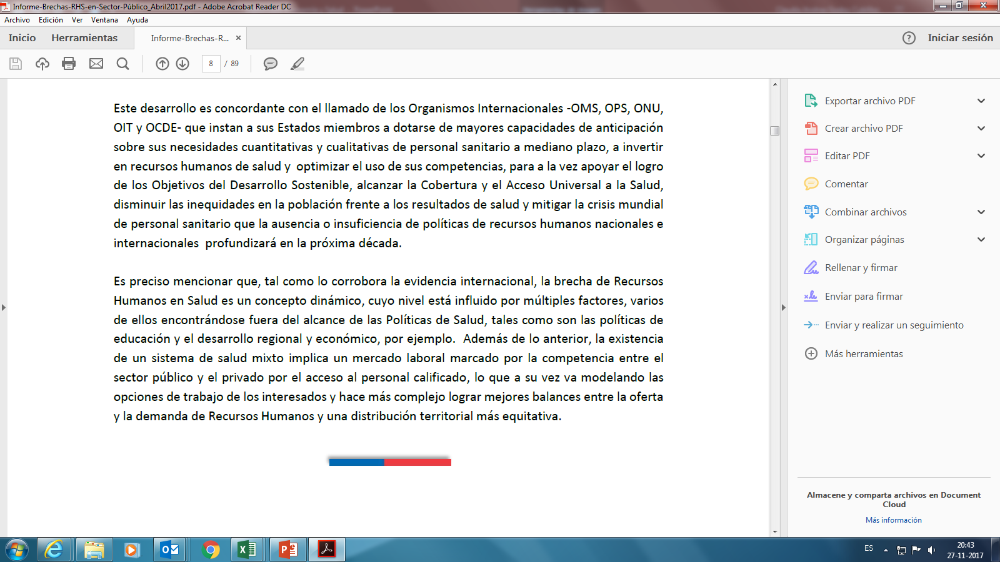 Informe-Brechas-RHS-en-Sector-Público_Abril2017.pdf - Adobe Acrobat Reader DC
Archivo Edición Ver Ventana Ayuda
Inicio Herramientas Informe-Brechas-R... × ? Iniciar sesión
8 / 89
Este desarrollo es concordante con el llamado de los Organismos Internacionales -OMS, OPS, ONU,
OIT y OCDE- que instan a sus Estados miembros a dotarse de mayores capacidades de anticipación
sobre sus necesidades cuantitativas y cualitativas de personal sanitario a mediano plazo, a invertir
en recursos humanos de salud y optimizar el uso de sus competencias, para a la vez apoyar el logro
de los Objetivos del Desarrollo Sostenible, alcanzar la Cobertura y el Acceso Universal a la Salud,
disminuir las inequidades en la población frente a los resultados de salud y mitigar la crisis mundial
de personal sanitario que la ausencia o insuficiencia de políticas de recursos humanos nacionales e
internacionales profundizará en la próxima década.
Es preciso mencionar que, tal como lo corrobora la evidencia internacional, la brecha de Recursos
Humanos en Salud es un concepto dinámico, cuyo nivel está influido por múltiples factores, varios
de ellos encontrándose fuera del alcance de las Políticas de Salud, tales como son las políticas de
educación y el desarrollo regional y económico, por ejemplo. Además de lo anterior, la existencia
de un sistema de salud mixto implica un mercado laboral marcado por la competencia entre el
sector público y el privado por el acceso al personal calificado, lo que a su vez va modelando las
opciones de trabajo de los interesados y hace más complejo lograr mejores balances entre la oferta
y la demanda de Recursos Humanos y una distribución territorial más equitativa.
Exportar archivo PDF
Crear archivo PDF
Editar PDF
Comentar
Combinar archivos
Organizar páginas
Rellenar y firmar
Enviar para firmar
Enviar y realizar un seguimiento
Más herramientas
Almacene y comparta archivos en Document
Cloud
Más información
ES
20:43
27-11-2017